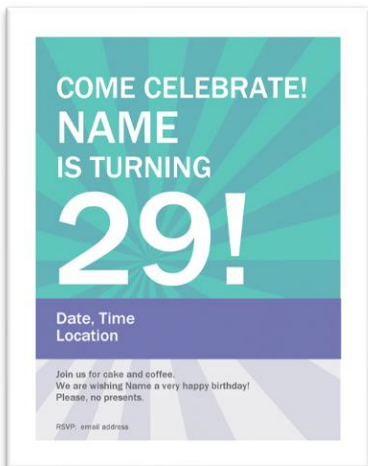 COME CELEBRATE!
NAME
IS TURNING
29!
Date, Time
Location
Join us for cake and coffee.
We are wishing Name a very happy birthday!
Please, no presents.
RSVP: email address